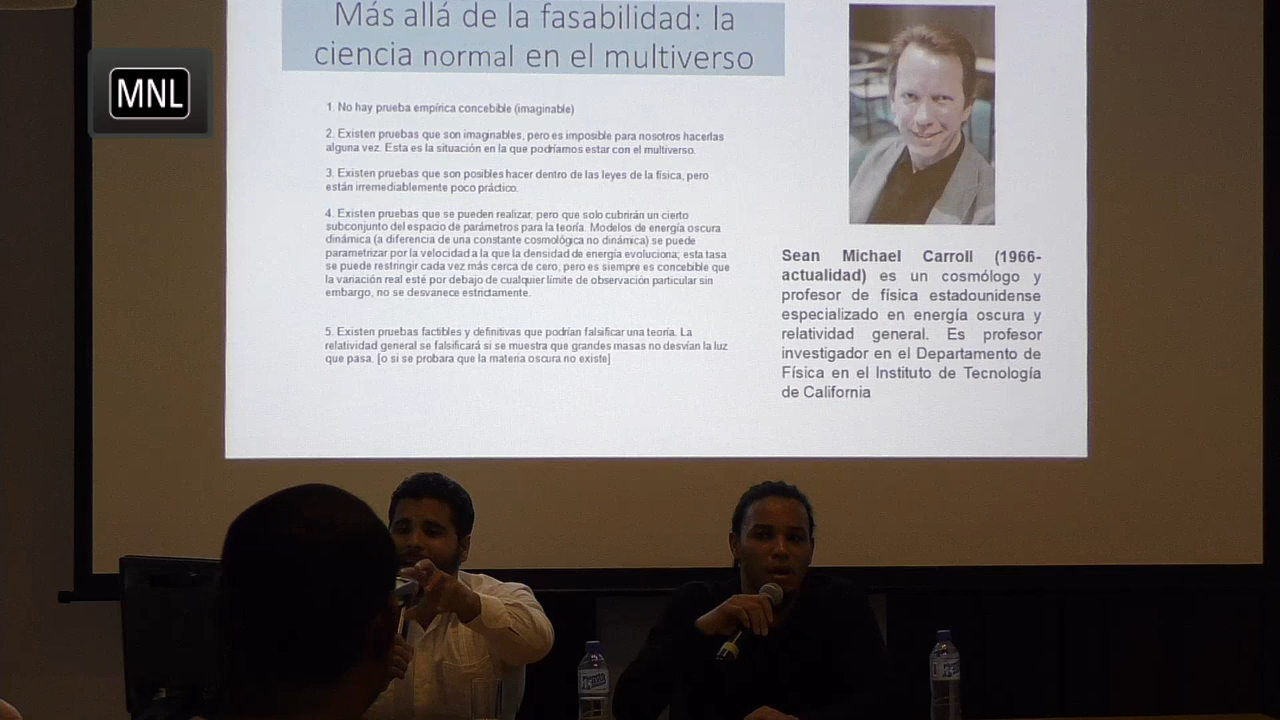 Más allá de la fasabilidad: la
ciencia normal en el multiverso
MNL
1. No hay prueba empírica concebible (imaginable)
2. Existen pruebas que son imaginables, pero es imposible para nosotros hacerlas
alguna vez. Esta es la situación en la que podríamos estar con el multiverso.
3. Existen pruebas que son posibles hacer dentro de las leyes de la física, pero
están irremediablemente poco práctico.
4. Existen pruebas que se pueden realizar, pero que solo cubrirán un cierto
subconjunto del espacio de parámetros para la teoría. Modelos de energía oscura
dinámica (a diferencia de una constante cosmológica no dinámica) se puede
parametrizar por la velocidad a la que la densidad de energía evoluciona; esta tasa
se puede restringir cada vez más cerca de cero, pero es siempre es concebible que
la variación real esté por debajo de cualquier límite de observación particular sin
embargo, no se desvanece estrictamente.
5. Existen pruebas factibles y definitivas que podrían falsificar una teoría. La
relatividad general se falsificará si se muestra que grandes masas no desvían la luz
que pasa. [o si se probara que la materia oscura no existe]
Sean Michael Carroll (1966-
actualidad) es un cosmólogo y
profesor de física estadounidense
especializado en energía oscura y
relatividad general. Es profesor
investigador en el Departamento de
Física en el Instituto de Tecnología
de California